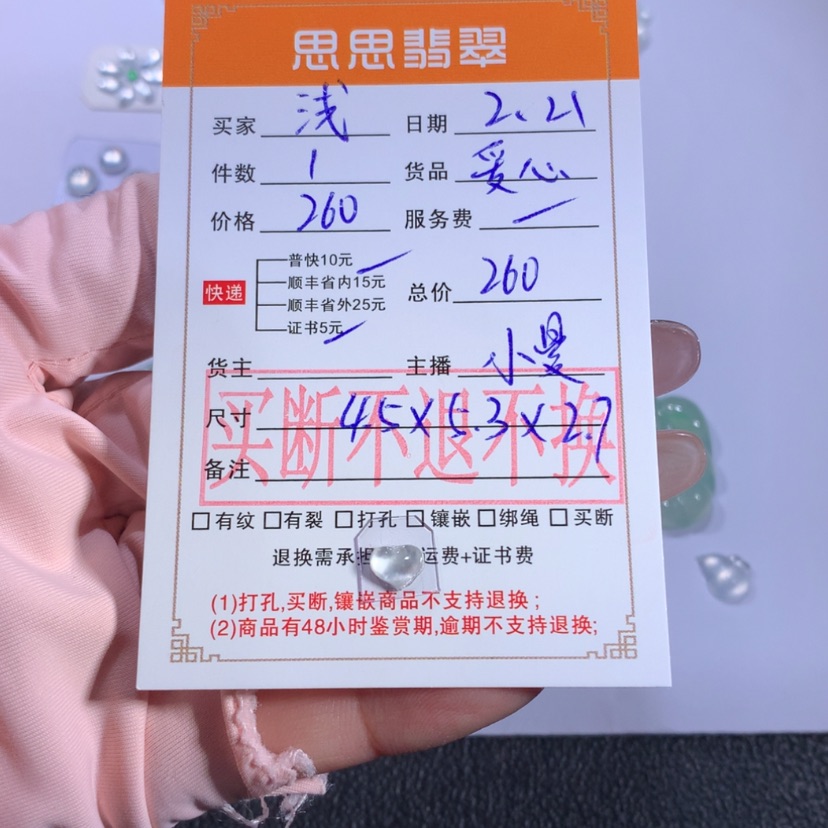 思思翡翠
买家 浅 日期 2.21
件数 1 货品 爱心
价格 260 服务费
普快10元
顺丰省内15元
快递 总价 260
顺丰省外25元
证书5元
货主 主播 小曼
买断不退不换
尺寸 4.5×5.3×2.7
备注
有纹 有裂 打孔 镶嵌 绑绳 买断
退换需承担 运费+证书费
(1)打孔,买断,镶嵌商品不支持退换;
(2)商品有48小时鉴赏期,逾期不支持退换;